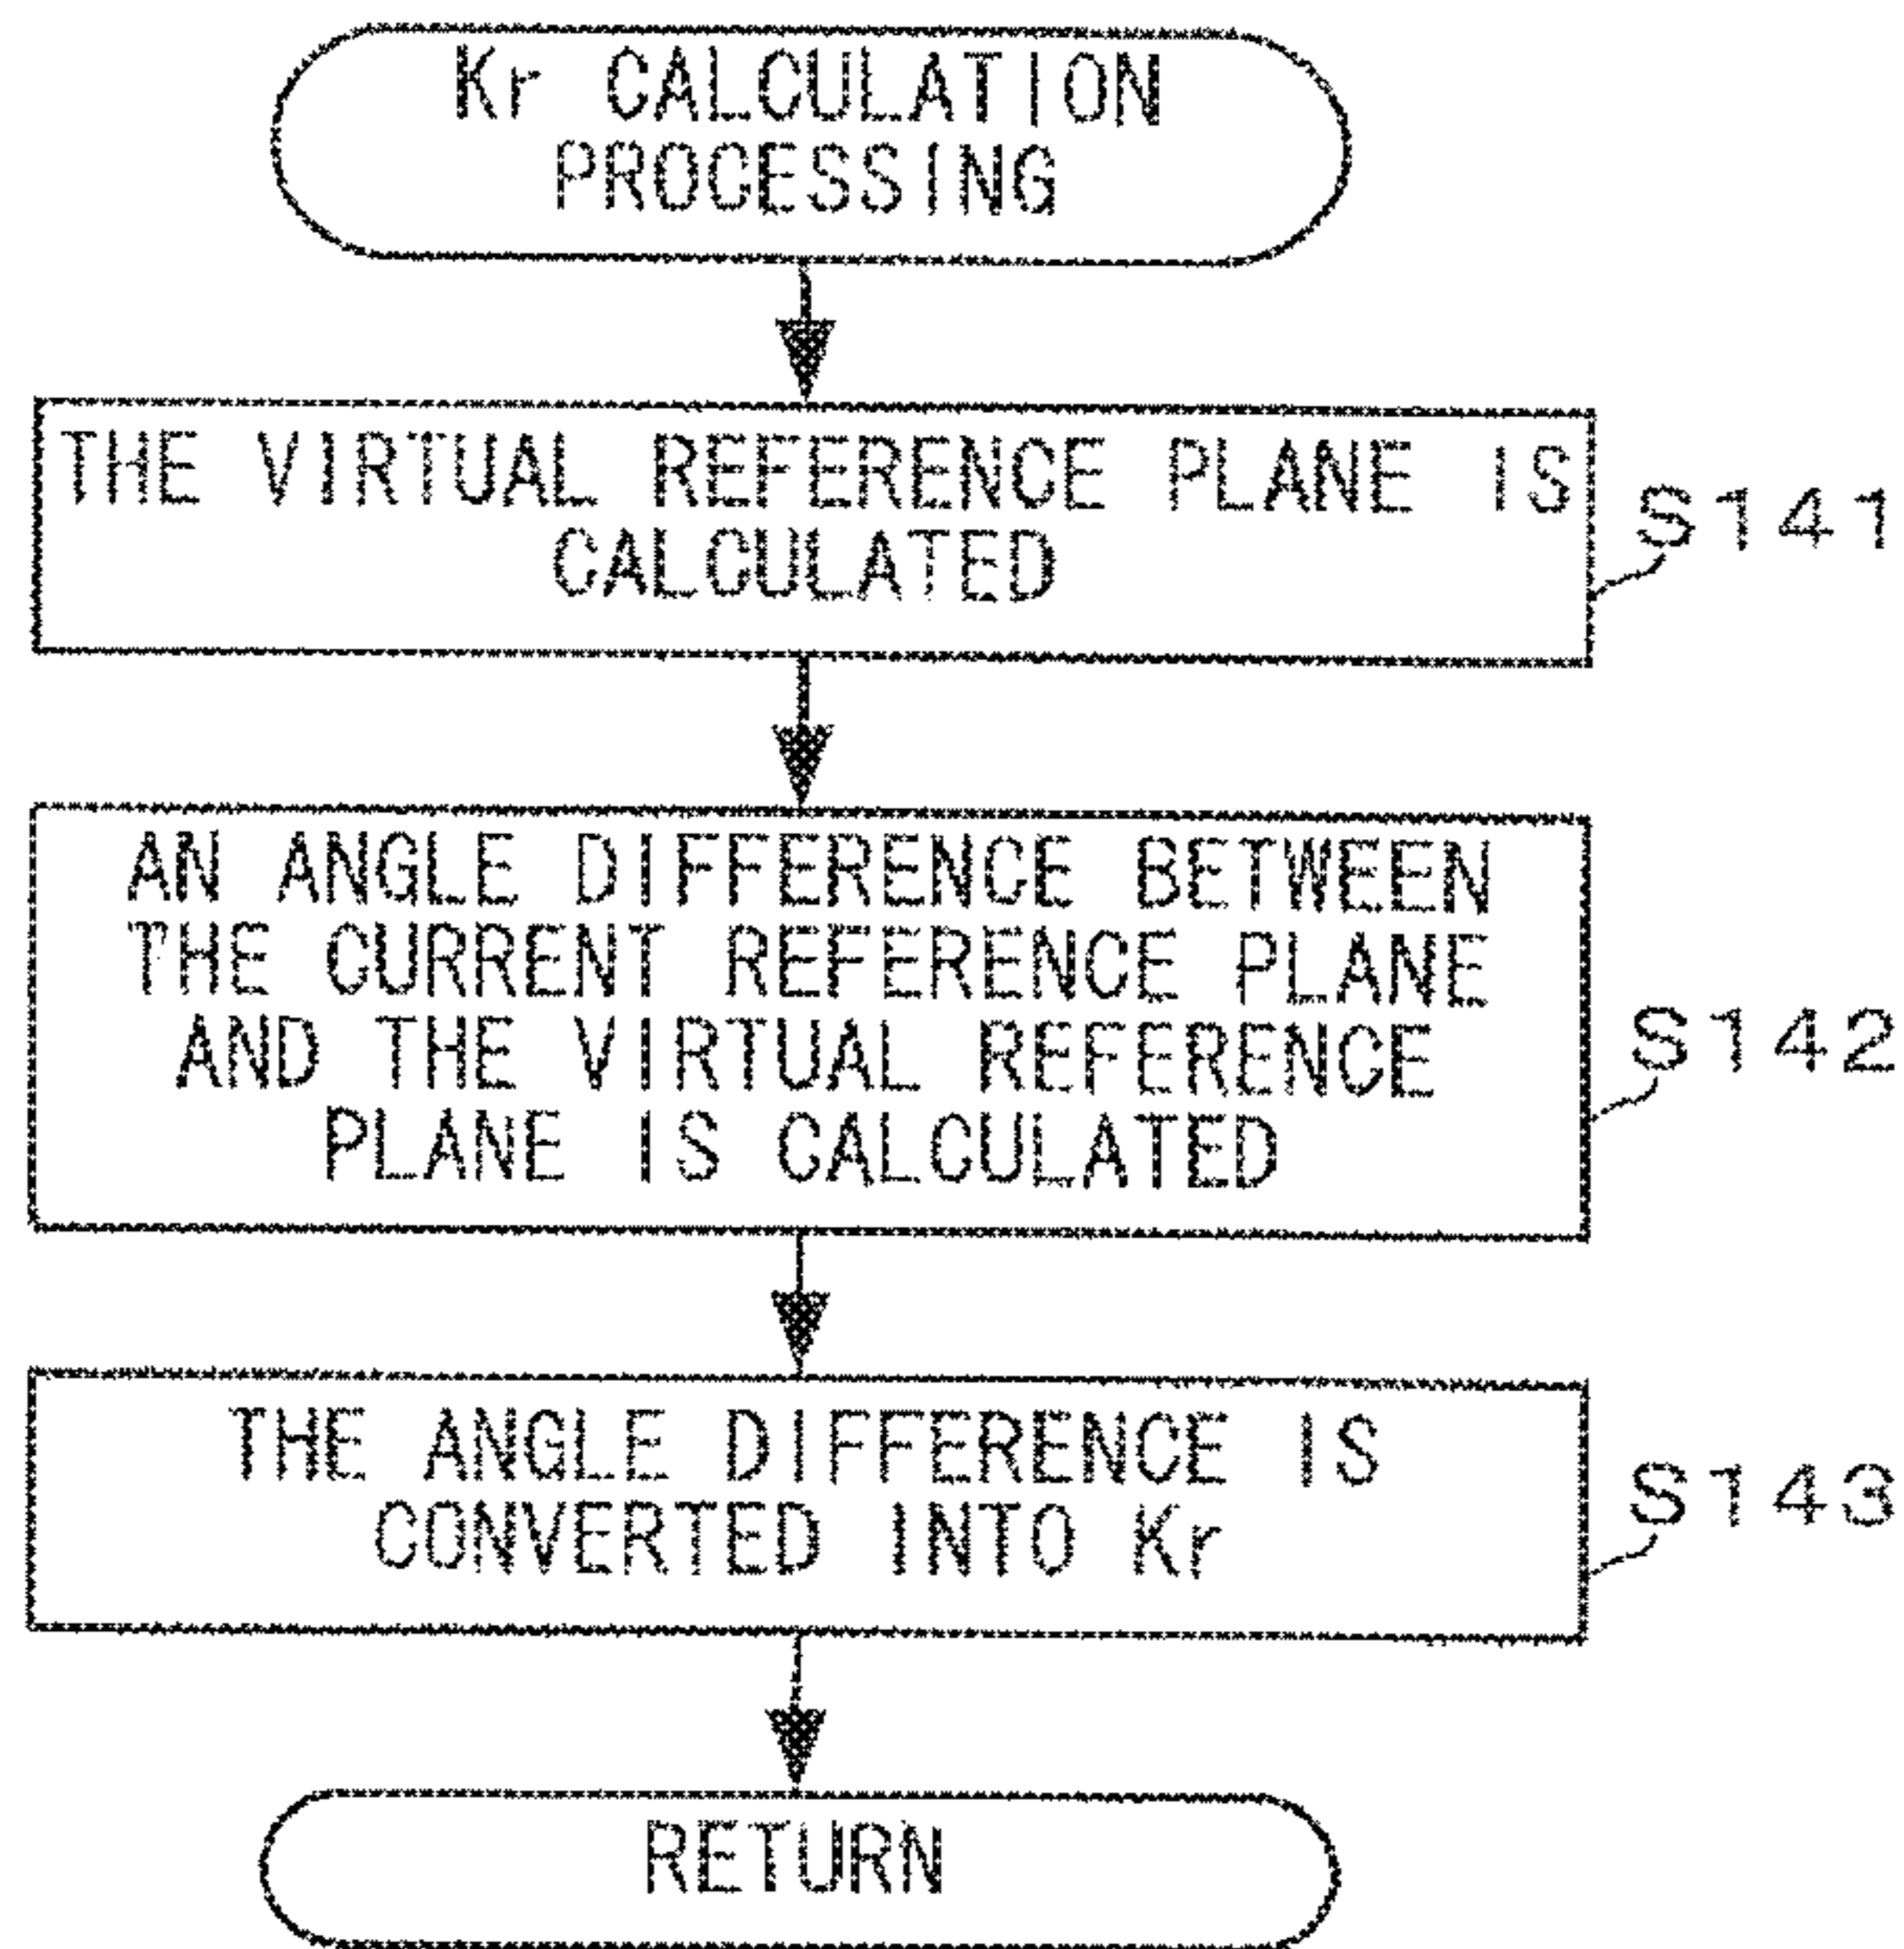 Kr CALCULATION
PROCESSING
THE VIRTUAL REFERENCE PLANE IS
CALCULATED
S141
AN ANGLE DIFFERENCE BETWEEN
THE CURRENT REFERENCE PLANE
AND THE VIRTUAL REFERENCE
PLANE IS CALCULATED
S142
THE ANGLE DIFFERENCE IS
CONVERTED INTO Kr
S143
RETURN